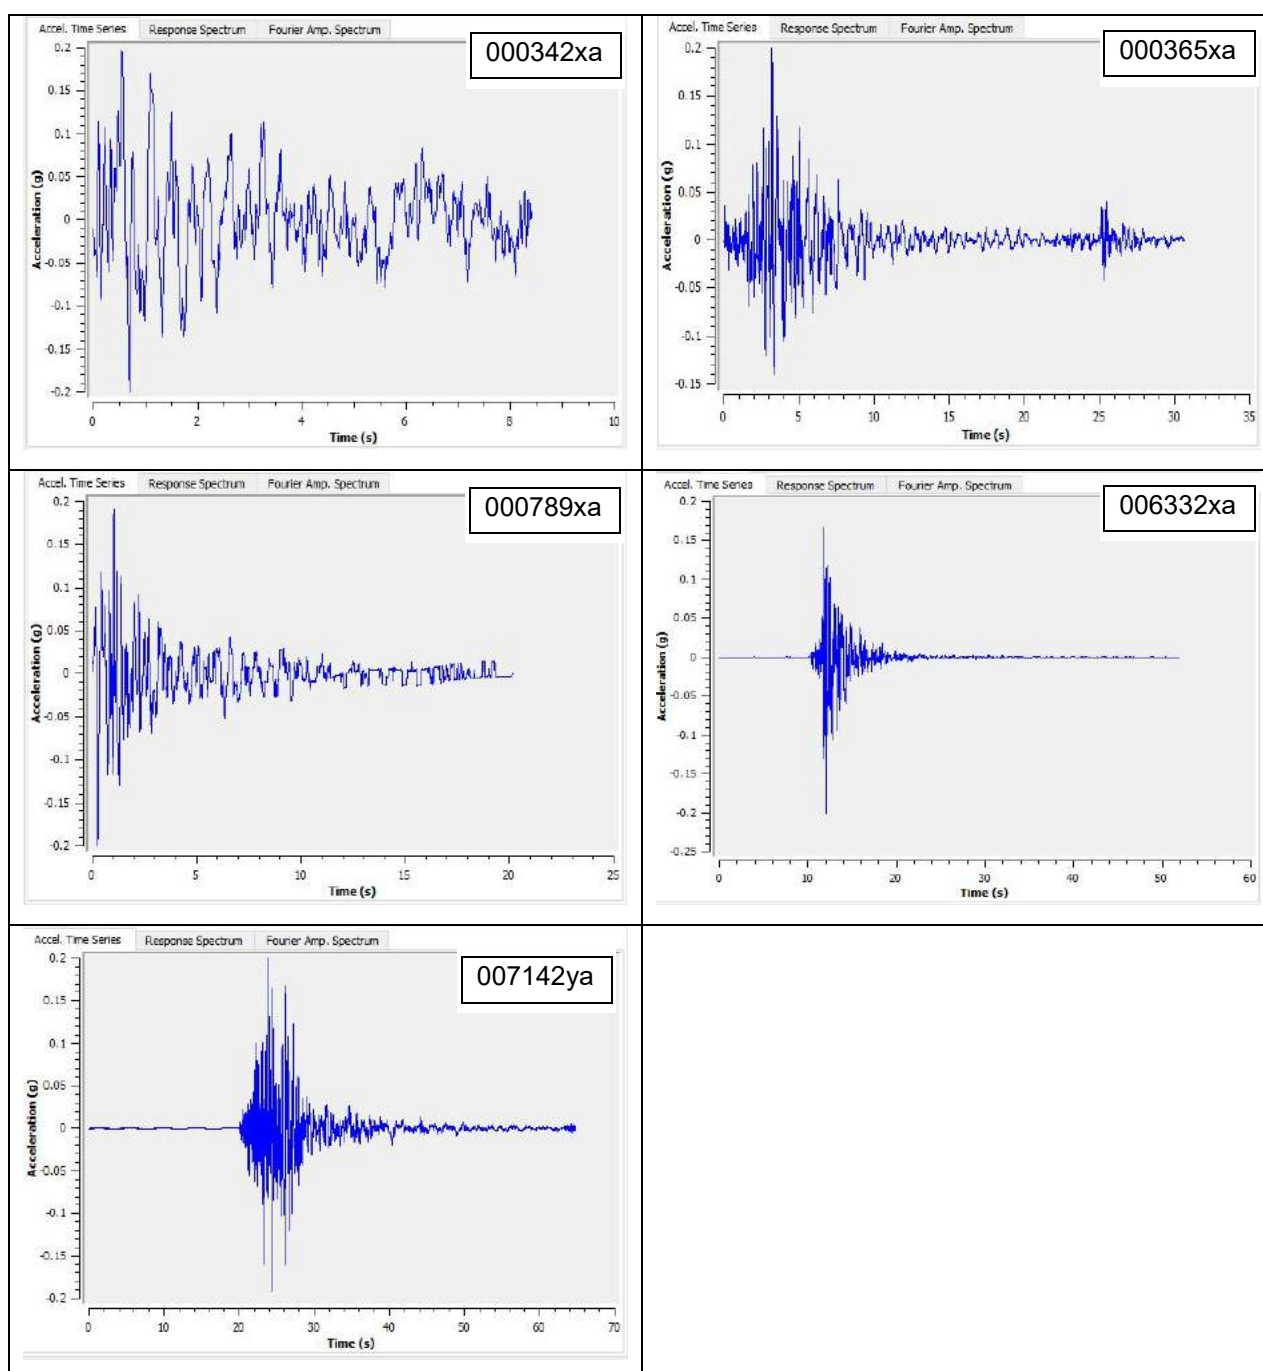 Accel. Time Series Response Spectrum Fourier Amp. Spectrum
000342xa
0.2
0.15
0.1
0.05
0
-0.05
-0.1
-0.15
-0.2
Acceleration (g)
0 2 4 6 8 10
Time (s)
Accel. Time Series Response Spectrum Fourier Amp. Spectrum
000365xa
0.2
0.15
0.1
0.05
0
-0.05
-0.1
-0.15
Acceleration (g)
0 5 10 15 20 25 30 35
Time (s)
Accel. Time Series Response Spectrum Fourier Amp. Spectrum
000789xa
0.2
0.15
0.1
0.05
0
-0.05
-0.1
-0.15
-0.2
Acceleration (g)
0 5 10 15 20 25
Time (s)
Accel. Time Series Response Spectrum Fourier Amp. Spectrum
006332xa
0.2
0.15
0.1
0.05
0
-0.05
-0.1
-0.15
-0.2
-0.25
Acceleration (g)
0 10 20 30 40 50 60
Time (s)
Accel. Time Series Response Spectrum Fourier Amp. Spectrum
007142ya
0.2
0.15
0.1
0.05
0
-0.05
-0.1
-0.15
-0.2
Acceleration (g)
0 10 20 30 40 50 60 70
Time (s)